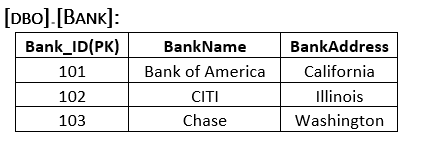 [DBO].[BANK]:
Bank_ID(PK) BankName BankAddress
101 Bank of America California
102 CITI Illinois
103 Chase Washington